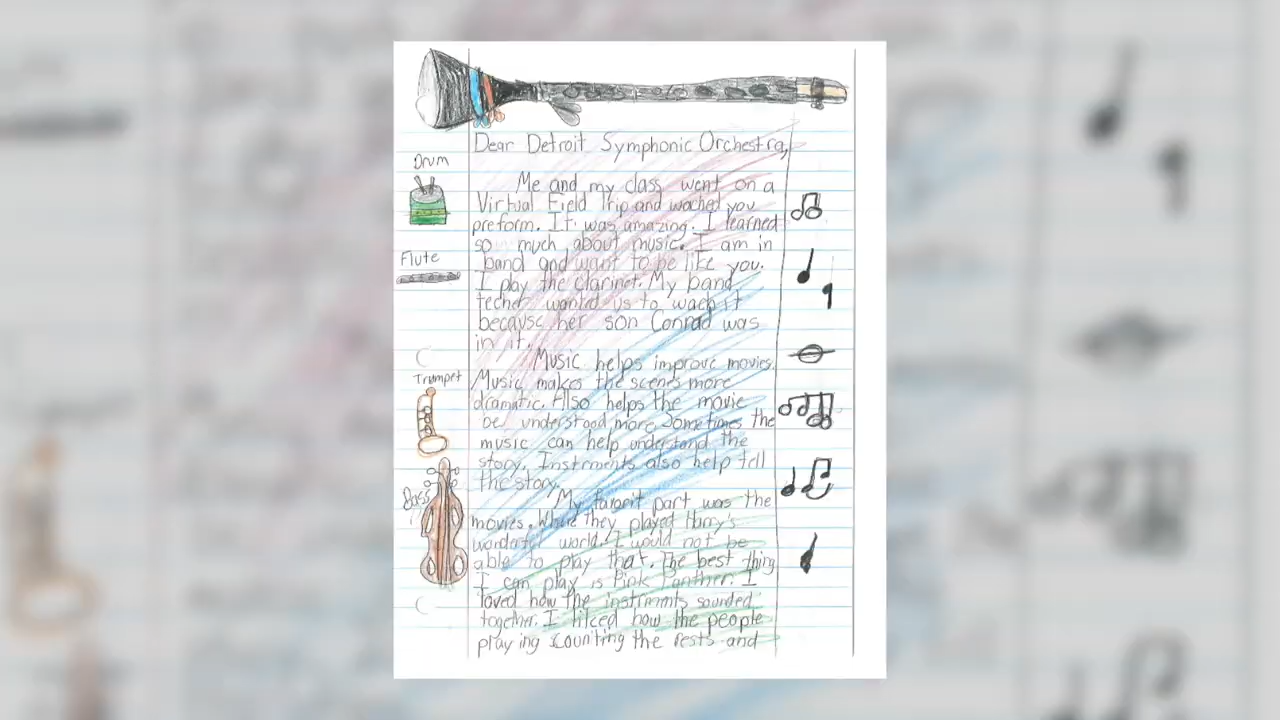 Dear Detroit Symphonic Orchestra,
Drum
Me and my class went on a
Virtual Field Trip and wached you
preform. It was amazing. I learned
so much about music. I am in
band and want to be like you.
Flute
I play the clarinet. My band
techer wanted us to wach it
because her son Conrad was
in it.
Music helps improve movies.
Trumpet
Music makes the scenes more
dramatic. Also helps the movie
be understood more Sometimes the
music can help understand the
story. Instrments also help tell
the story.
Bass
My favorit part was the
movies. While they played Harry's
wonderful world. I would not be
able to play that. The best thing
I can play is Pink Panther. I
loved how the instrments sounded
together. I liked how the people
playing counting the rests and